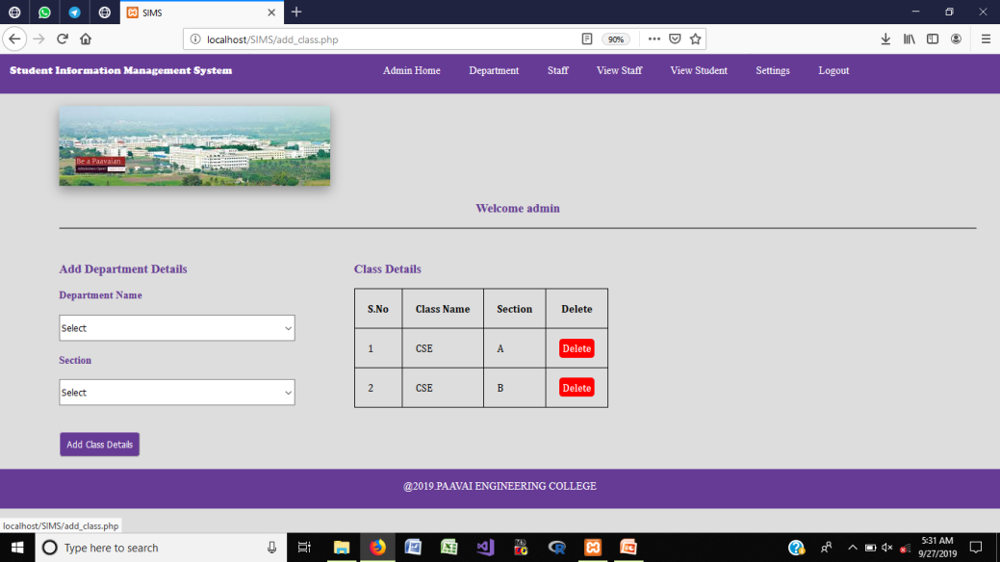 SIMS
localhost/SIMS/add_class.php
90%
Student Information Management System
Admin Home
Department
Staff
View Staff
View Student
Settings
Logout
Be a Paavaian
Welcome admin
Add Department Details
Department Name
Select
Section
Select
Add Class Details
Class Details
S.No Class Name Section Delete
1 CSE A Delete
2 CSE B Delete
@2019.PAAVAI ENGINEERING COLLEGE
localhost/SIMS/add_class.php
Type here to search
5:31 AM
9/27/2019